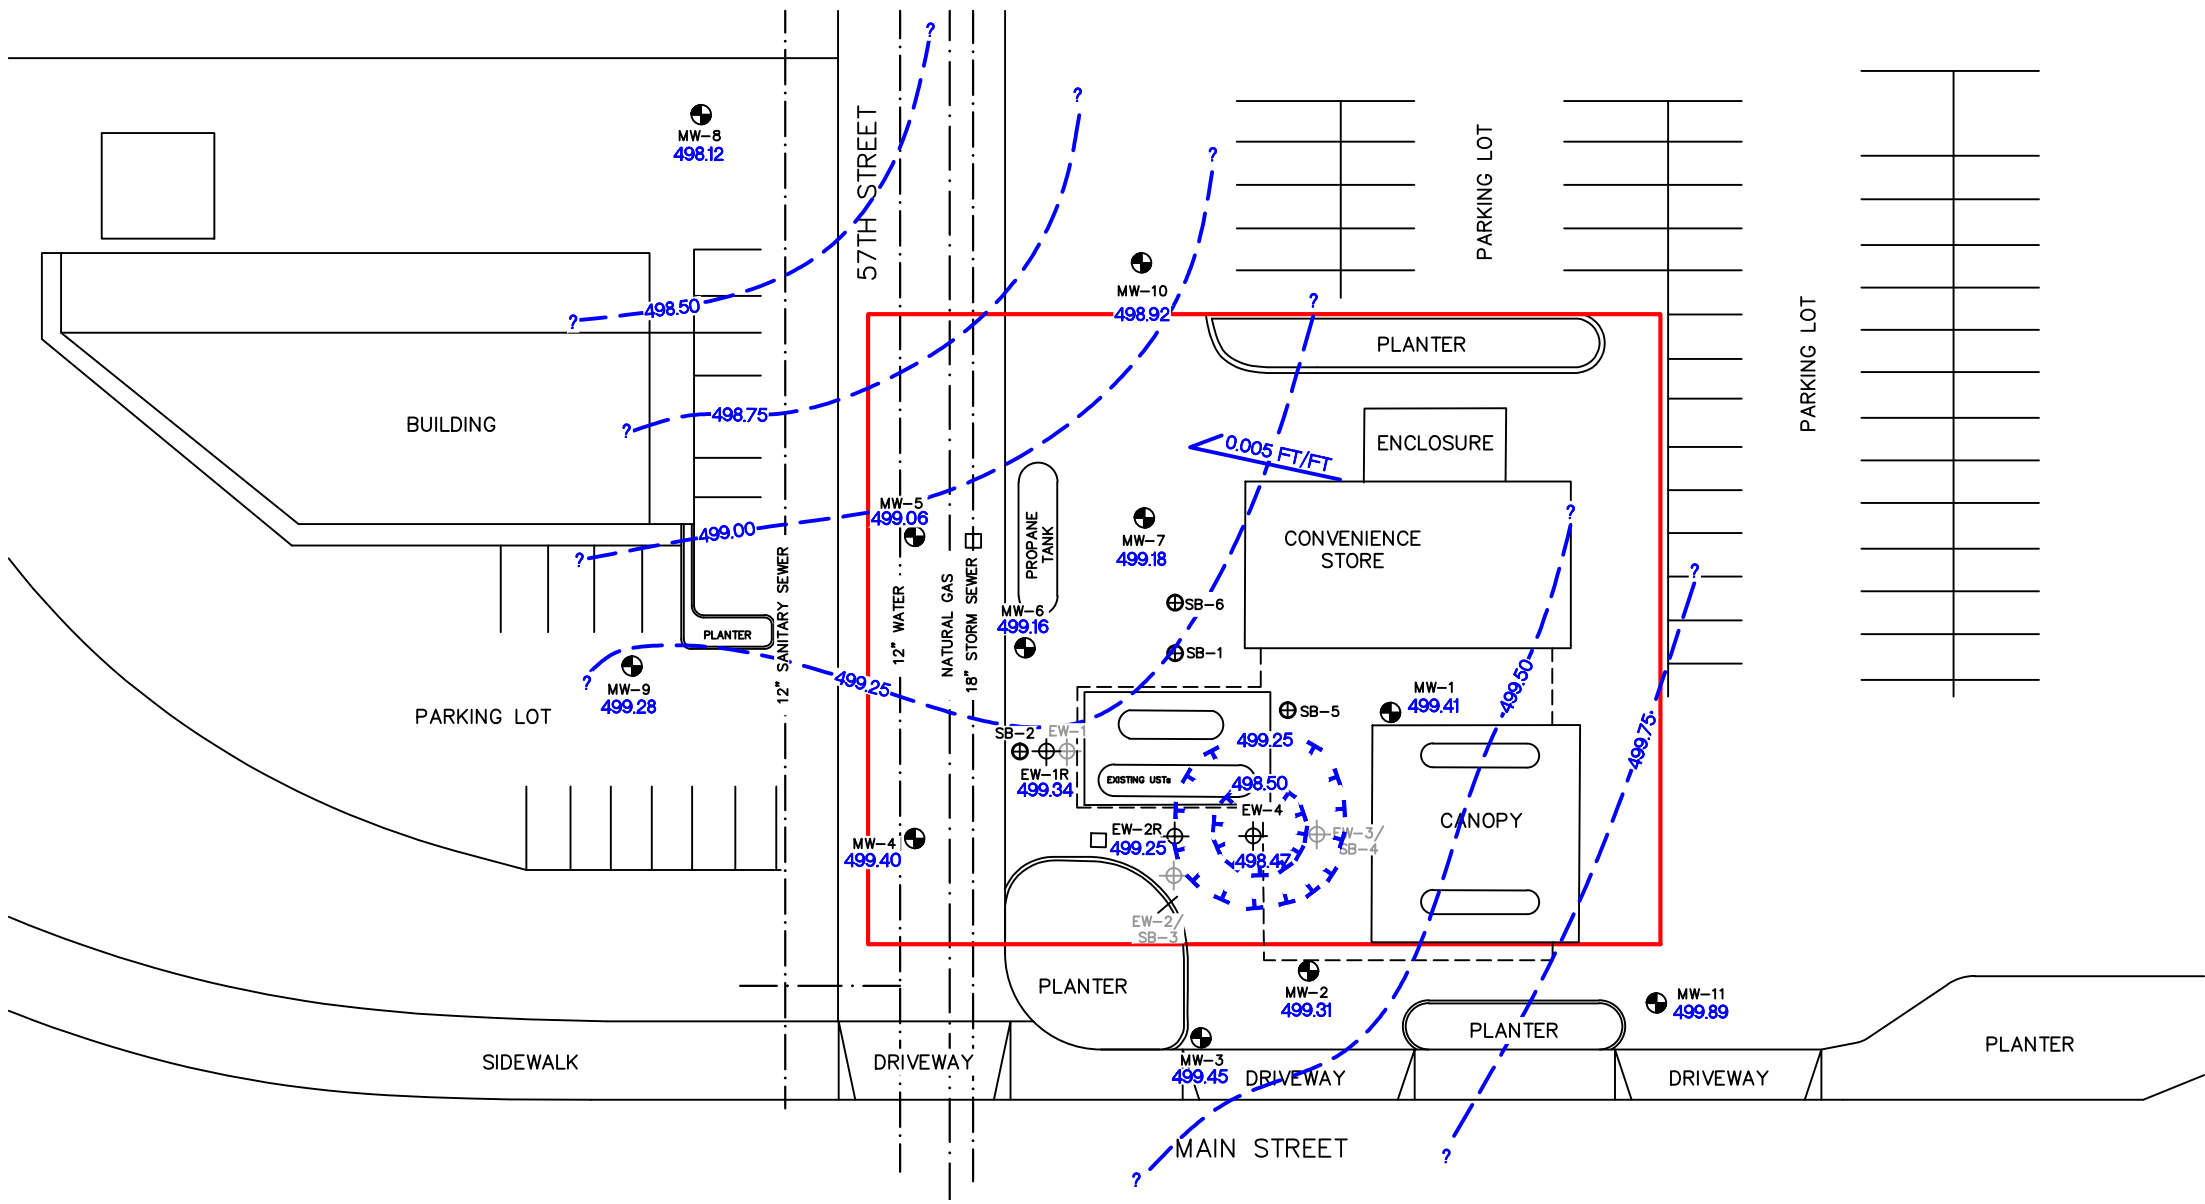 ?
?
MW-8
498.12
57TH STREET
?
PARKING LOT
MW-10
498.92
?
498.50
?
PARKING LOT
PLANTER
498.75
?
BUILDING
ENCLOSURE
0.005 FT/FT
MW-5
499.06
?
499.00
?
PROPANE
TANK
MW-7
499.18
CONVENIENCE
STORE
12" SANITARY SEWER
12" WATER
NATURAL GAS
18" STORM SEWER
?
MW-6
499.16
SB-6
PLANTER
SB-1
?
499.25
MW-9
499.28
499.50
MW-1
499.41
PARKING LOT
SB-5
499.75
SB-2
EW-1
499.25
EW-1R
499.34
EXISTING USTs
498.50
EW-4
EW-2R
499.25
CANOPY
EW-3/
SB-4
MW-4
499.40
498.47
EW-2/
SB-3
PLANTER
MW-2
499.31
MW-11
499.89
PLANTER
PLANTER
SIDEWALK
DRIVEWAY
MW-3
499.45
DRIVEWAY
DRIVEWAY
MAIN STREET
?
?